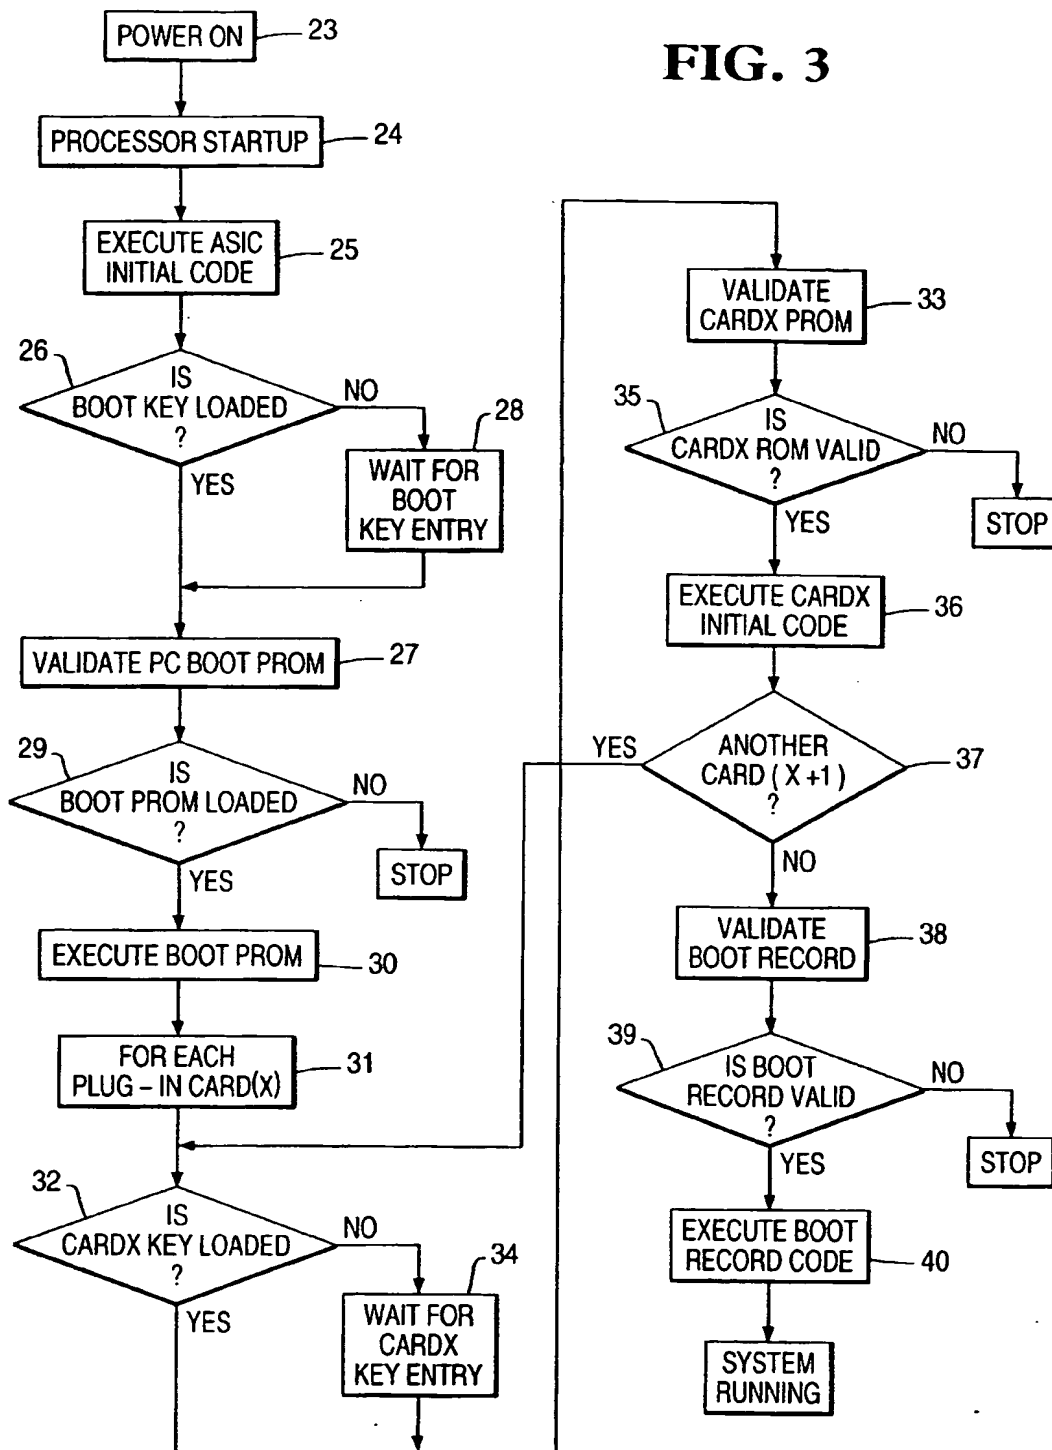 FIG. 3
POWER ON
23
PROCESSOR STARTUP
24
EXECUTE ASIC
INITIAL CODE
25
26
IS
BOOT KEY LOADED
?
NO
YES
28
WAIT FOR
BOOT
KEY ENTRY
VALIDATE PC BOOT PROM
27
29
IS
BOOT PROM LOADED
?
NO
STOP
YES
EXECUTE BOOT PROM
30
FOR EACH
PLUG – IN CARD(X)
31
32
IS
CARDX KEY LOADED
?
NO
YES
34
WAIT FOR
CARDX
KEY ENTRY
VALIDATE
CARDX PROM
33
35
IS
CARDX ROM VALID
?
NO
STOP
YES
EXECUTE CARDX
INITIAL CODE
36
YES
ANOTHER
CARD ( X +1 )
?
37
NO
VALIDATE
BOOT RECORD
38
39
IS BOOT
RECORD VALID
?
NO
STOP
YES
EXECUTE BOOT
RECORD CODE
40
SYSTEM
RUNNING